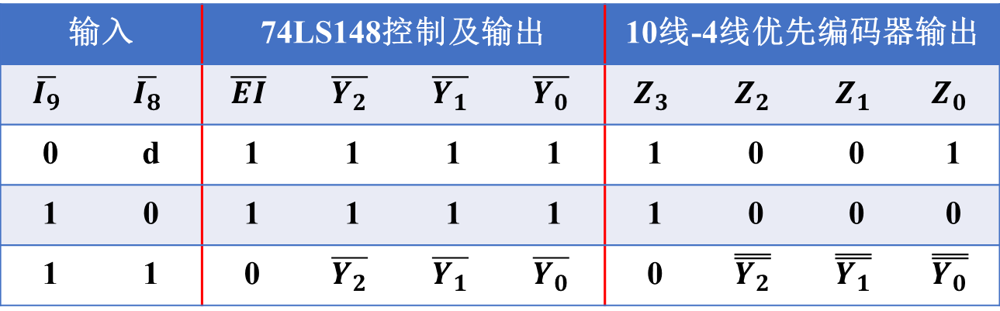 输入 74LS148控制及输出 10线-4线优先编码器输出
$\overline{I_9}$ $\overline{I_8}$ $\overline{EI}$ $\overline{Y_2}$ $\overline{Y_1}$ $\overline{Y_0}$ $Z_3$ $Z_2$ $Z_1$ $Z_0$
0 d 1 1 1 1 1 0 0 1
1 0 1 1 1 1 1 0 0 0
1 1 0 $\overline{Y_2}$ $\overline{Y_1}$ $\overline{Y_0}$ 0 $\overline{\overline{Y_2}}$ $\overline{\overline{Y_1}}$ $\overline{\overline{Y_0}}$